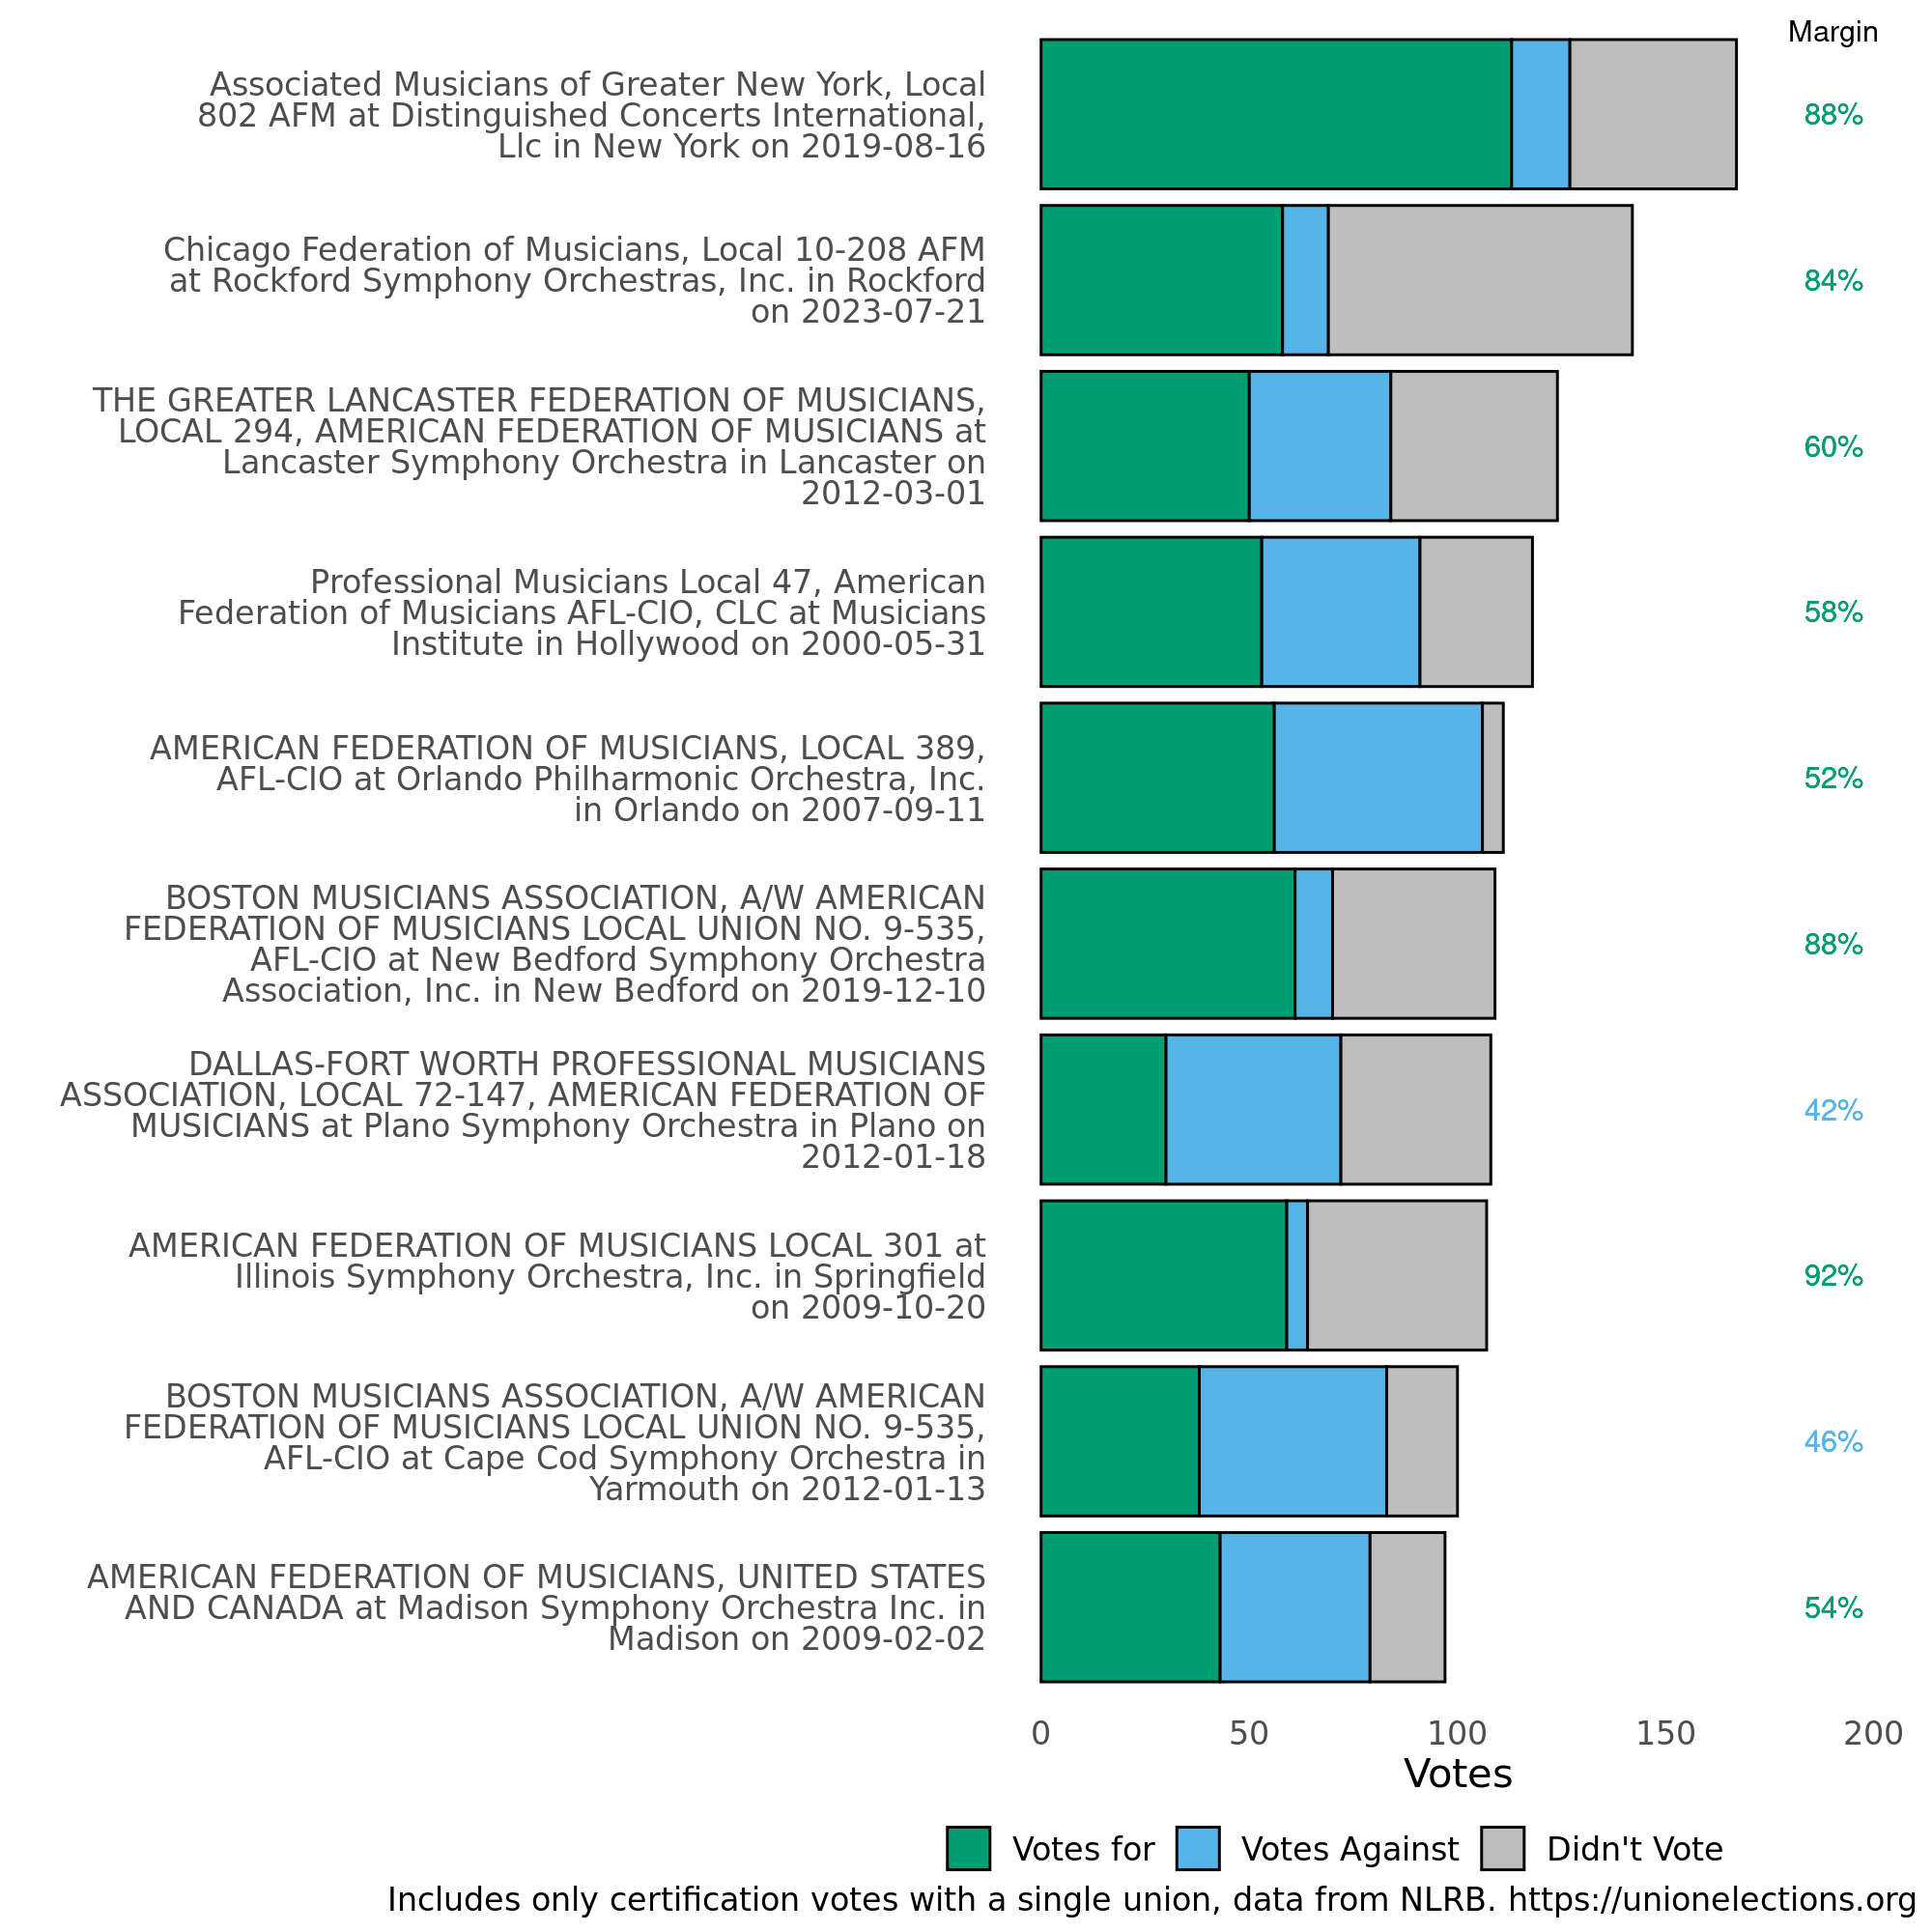 Margin
Associated Musicians of Greater New York, Local
802 AFM at Distinguished Concerts International,
Llc in New York on 2019-08-16
88%
Chicago Federation of Musicians, Local 10-208 AFM
at Rockford Symphony Orchestras, Inc. in Rockford
on 2023-07-21
84%
THE GREATER LANCASTER FEDERATION OF MUSICIANS,
LOCAL 294, AMERICAN FEDERATION OF MUSICIANS at
Lancaster Symphony Orchestra in Lancaster on
2012-03-01
60%
Professional Musicians Local 47, American
Federation of Musicians AFL-CIO, CLC at Musicians
Institute in Hollywood on 2000-05-31
58%
AMERICAN FEDERATION OF MUSICIANS, LOCAL 389,
AFL-CIO at Orlando Philharmonic Orchestra, Inc.
in Orlando on 2007-09-11
52%
BOSTON MUSICIANS ASSOCIATION, A/W AMERICAN
FEDERATION OF MUSICIANS LOCAL UNION NO. 9-535,
AFL-CIO at New Bedford Symphony Orchestra
Association, Inc. in New Bedford on 2019-12-10
88%
DALLAS-FORT WORTH PROFESSIONAL MUSICIANS
ASSOCIATION, LOCAL 72-147, AMERICAN FEDERATION OF
MUSICIANS at Plano Symphony Orchestra in Plano on
2012-01-18
42%
AMERICAN FEDERATION OF MUSICIANS LOCAL 301 at
Illinois Symphony Orchestra, Inc. in Springfield
on 2009-10-20
92%
BOSTON MUSICIANS ASSOCIATION, A/W AMERICAN
FEDERATION OF MUSICIANS LOCAL UNION NO. 9-535,
AFL-CIO at Cape Cod Symphony Orchestra in
Yarmouth on 2012-01-13
46%
AMERICAN FEDERATION OF MUSICIANS, UNITED STATES
AND CANADA at Madison Symphony Orchestra Inc. in
Madison on 2009-02-02
54%
0 50 100 150 200
Votes
Votes for Votes Against Didn't Vote
Includes only certification votes with a single union, data from NLRB. https://unionelections.org